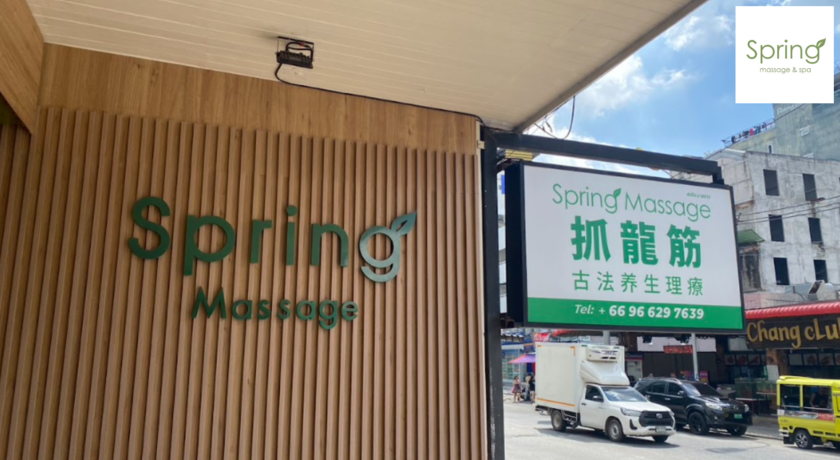 Spring
massage & spa
Spring
Massage
Spring Massage
抓龍筋
古法养生理療
Tel: + 66 96 629 7639
Chang cLu